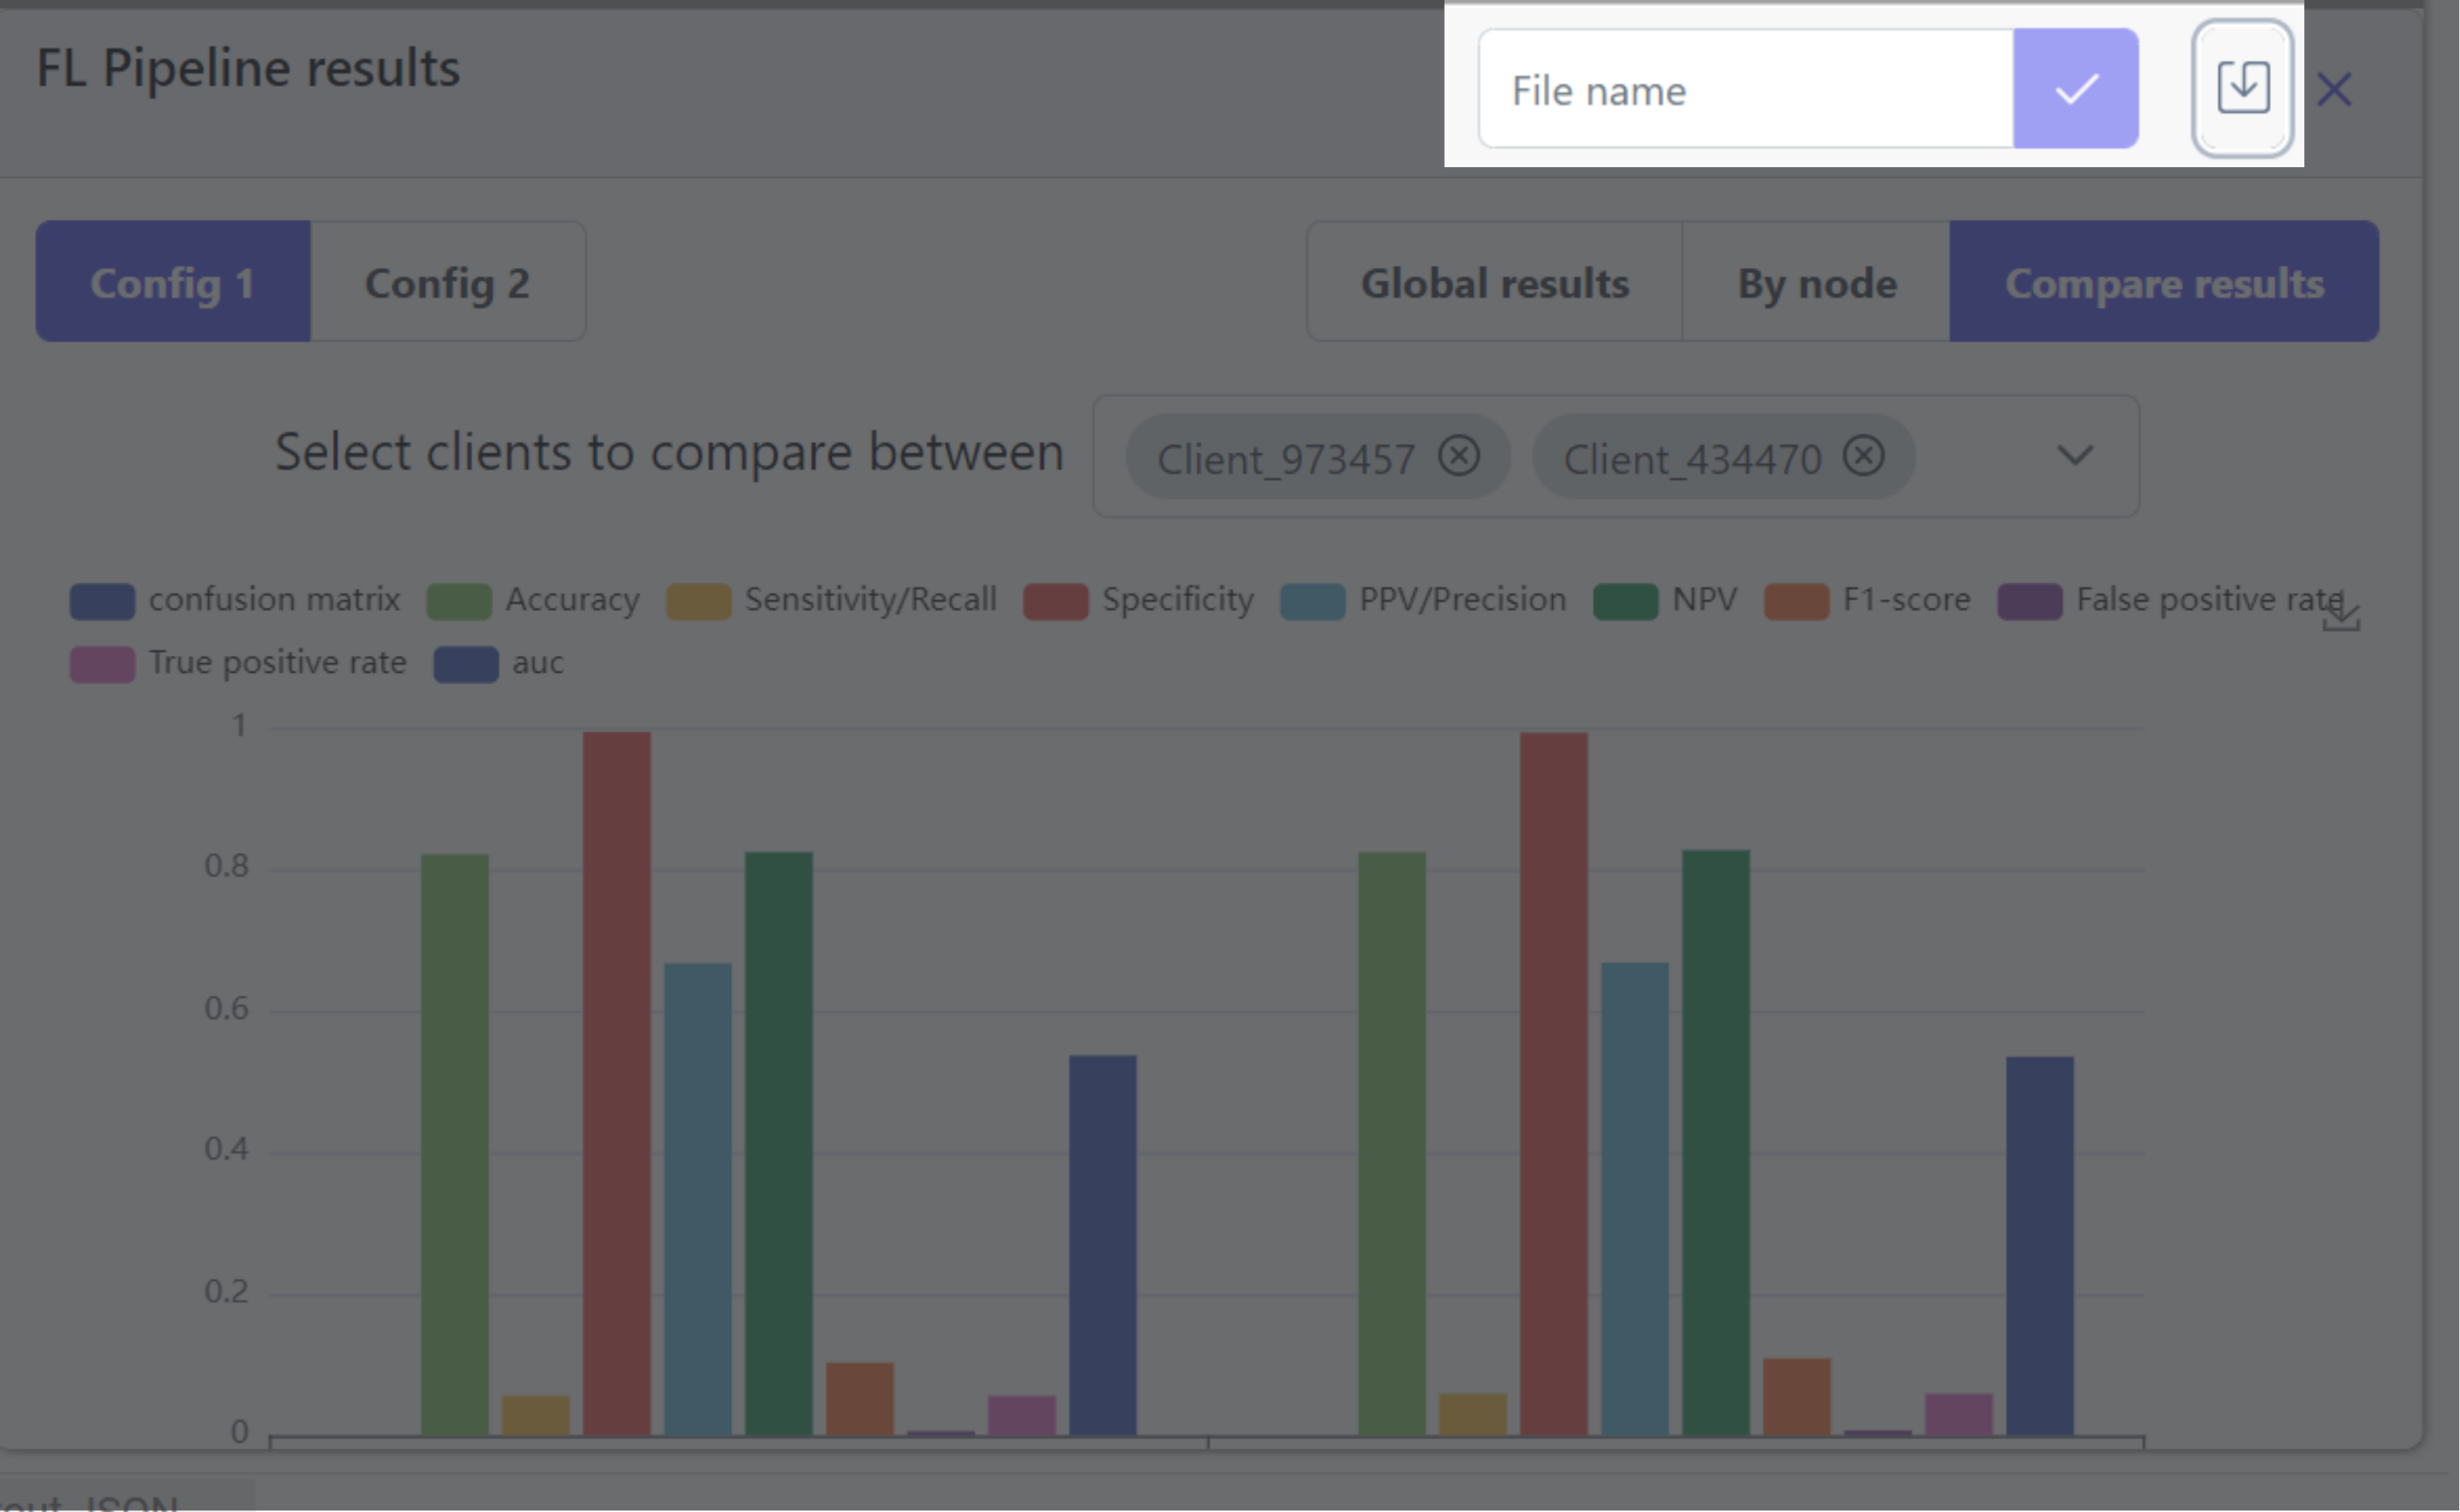 FL Pipeline results
File name
Config 1 Config 2 Global results By node Compare results
Select clients to compare between Client_973457 Client_434470
confusion matrix Accuracy Sensitivity/Recall Specificity PPV/Precision NPV F1-score False positive rate
True positive rate auc
1
0.8
0.6
0.4
0.2
0
JSON